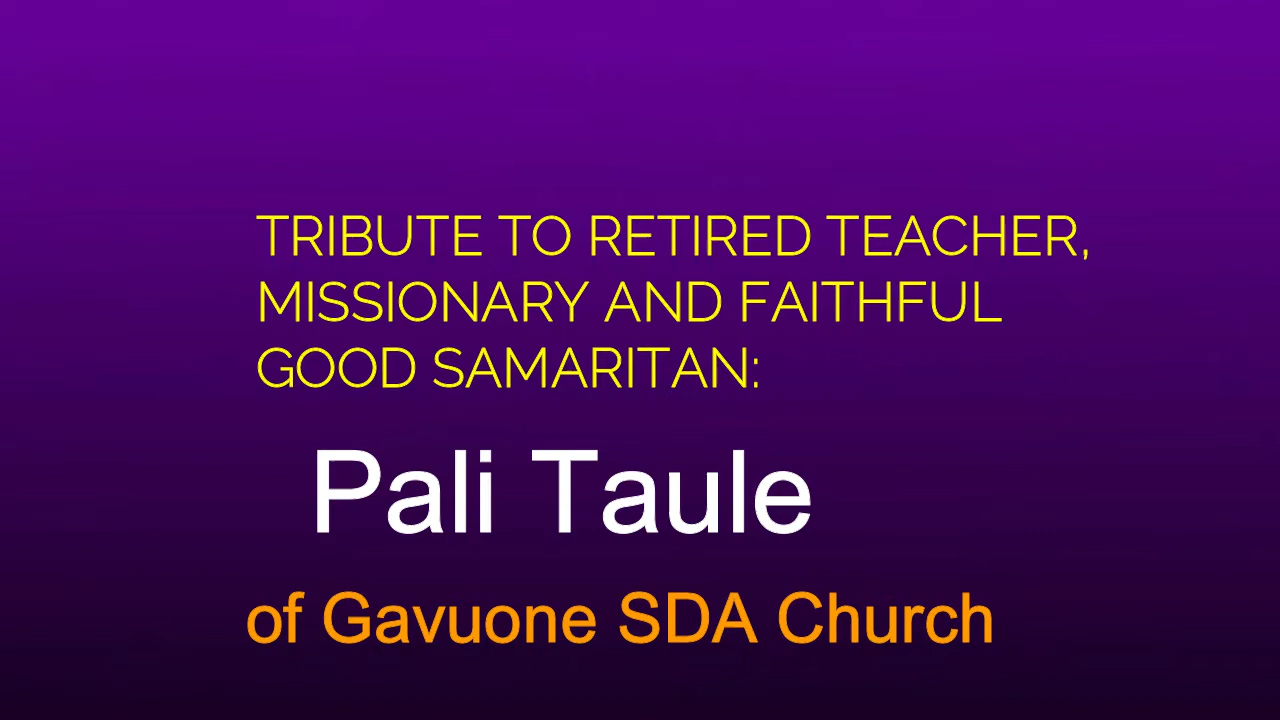 TRIBUTE TO RETIRED TEACHER,
MISSIONARY AND FAITHFUL
GOOD SAMARITAN:
Pali Taule
of Gavuone SDA Church